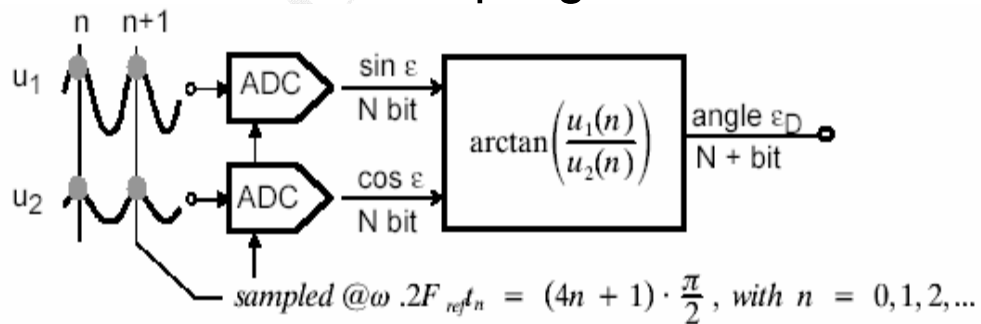 n n+1
u1
ADC
sin ε
N bit
arctan(u1(n)/u2(n))
angle εD
N + bit
u2
ADC
cos ε
N bit
sampled @ω .2F ref tn = (4n + 1) · π/2 , with n = 0,1,2,...